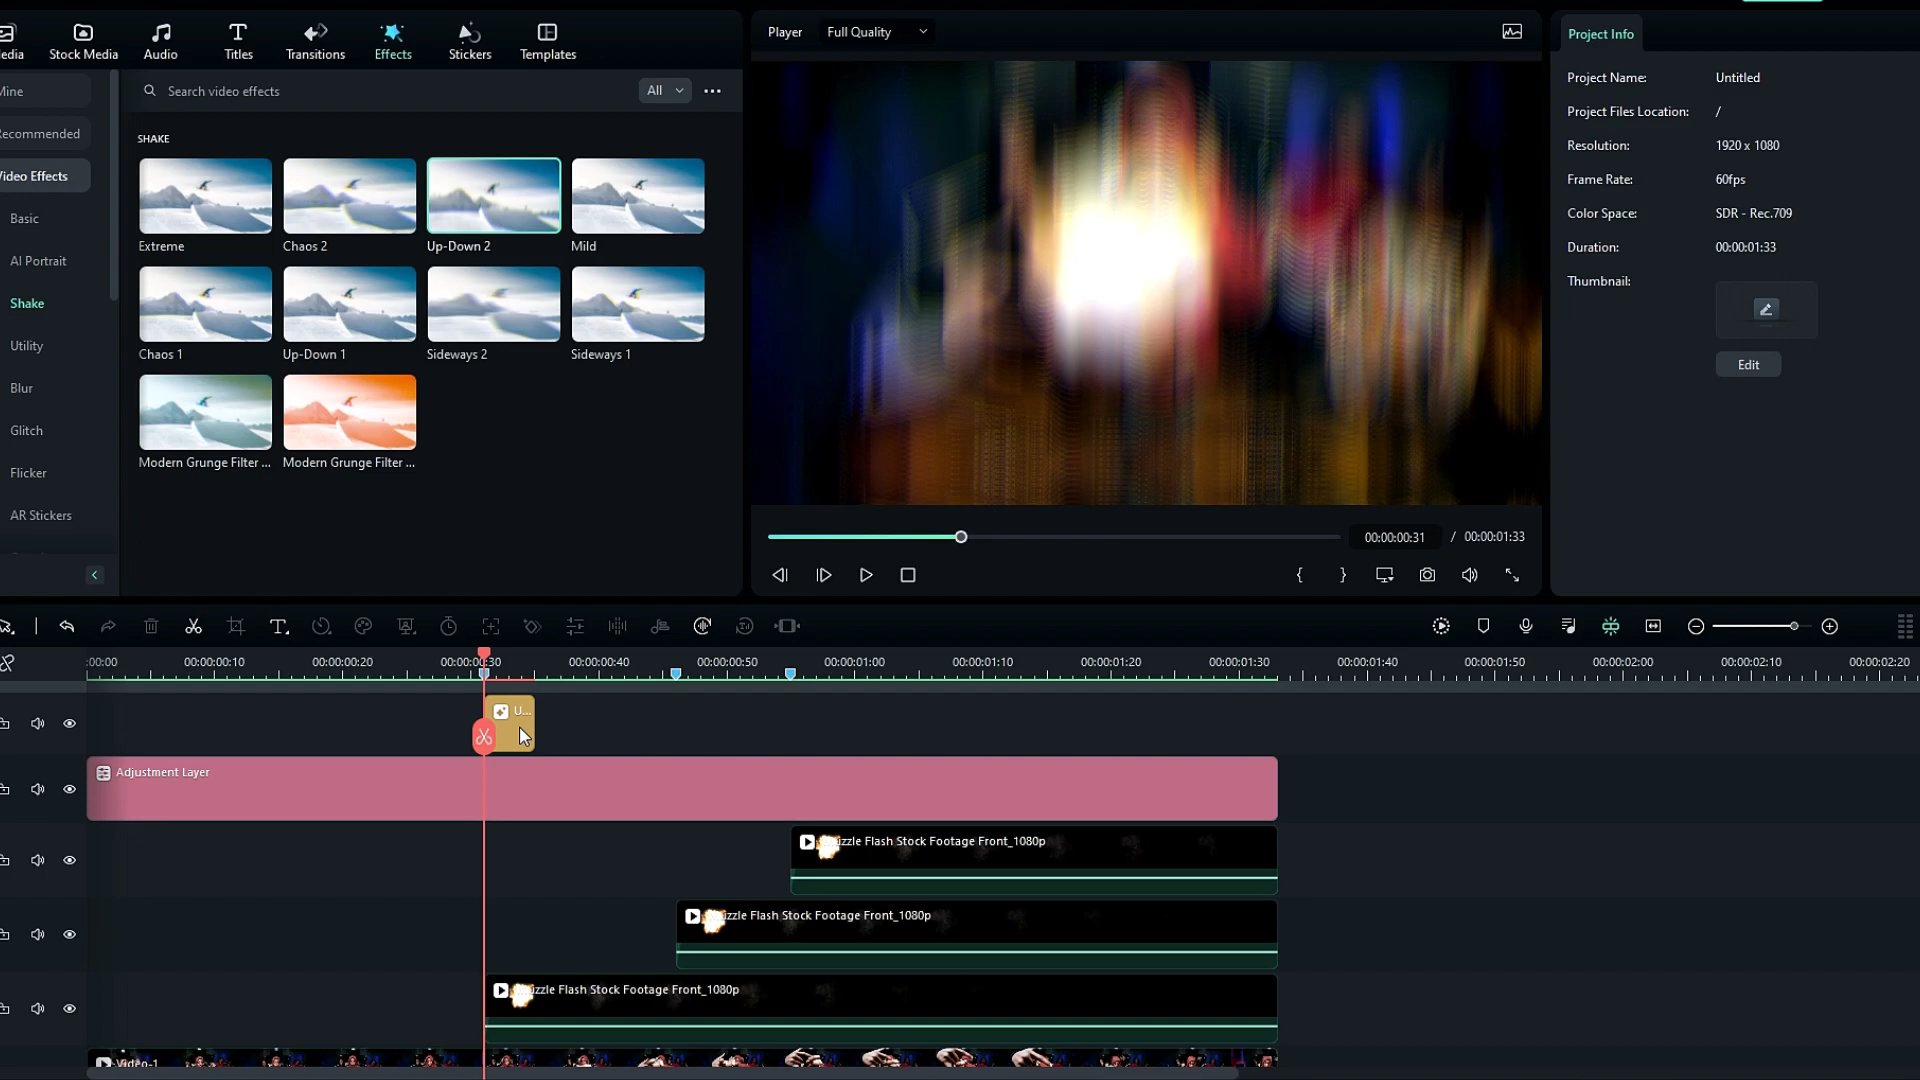 edia
Stock Media
Audio
Titles
Transitions
Effects
Stickers
Templates
Mine
Recommended
Video Effects
Basic
AI Portrait
Shake
Utility
Blur
Glitch
Flicker
AR Stickers
Search video effects
All
SHAKE
Extreme
Chaos 2
Up-Down 2
Mild
Chaos 1
Up-Down 1
Sideways 2
Sideways 1
Modern Grunge Filter ...
Modern Grunge Filter ...
Player
Full Quality
00:00:00:31 / 00:00:01:33
Project Info
Project Name: Untitled
Project Files Location: /
Resolution: 1920 x 1080
Frame Rate: 60fps
Color Space: SDR - Rec.709
Duration: 00:00:01:33
Thumbnail:
Edit
:00:00 00:00:00:10 00:00:00:20 00:00:00:30 00:00:00:40 00:00:00:50 00:00:01:00 00:00:01:10 00:00:01:20 00:00:01:30 00:00:01:40 00:00:01:50 00:00:02:00 00:00:02:10 00:00:02:20
U...
Adjustment Layer
uzzle Flash Stock Footage Front_1080p
uzzle Flash Stock Footage Front_1080p
uzzle Flash Stock Footage Front_1080p
Video-1